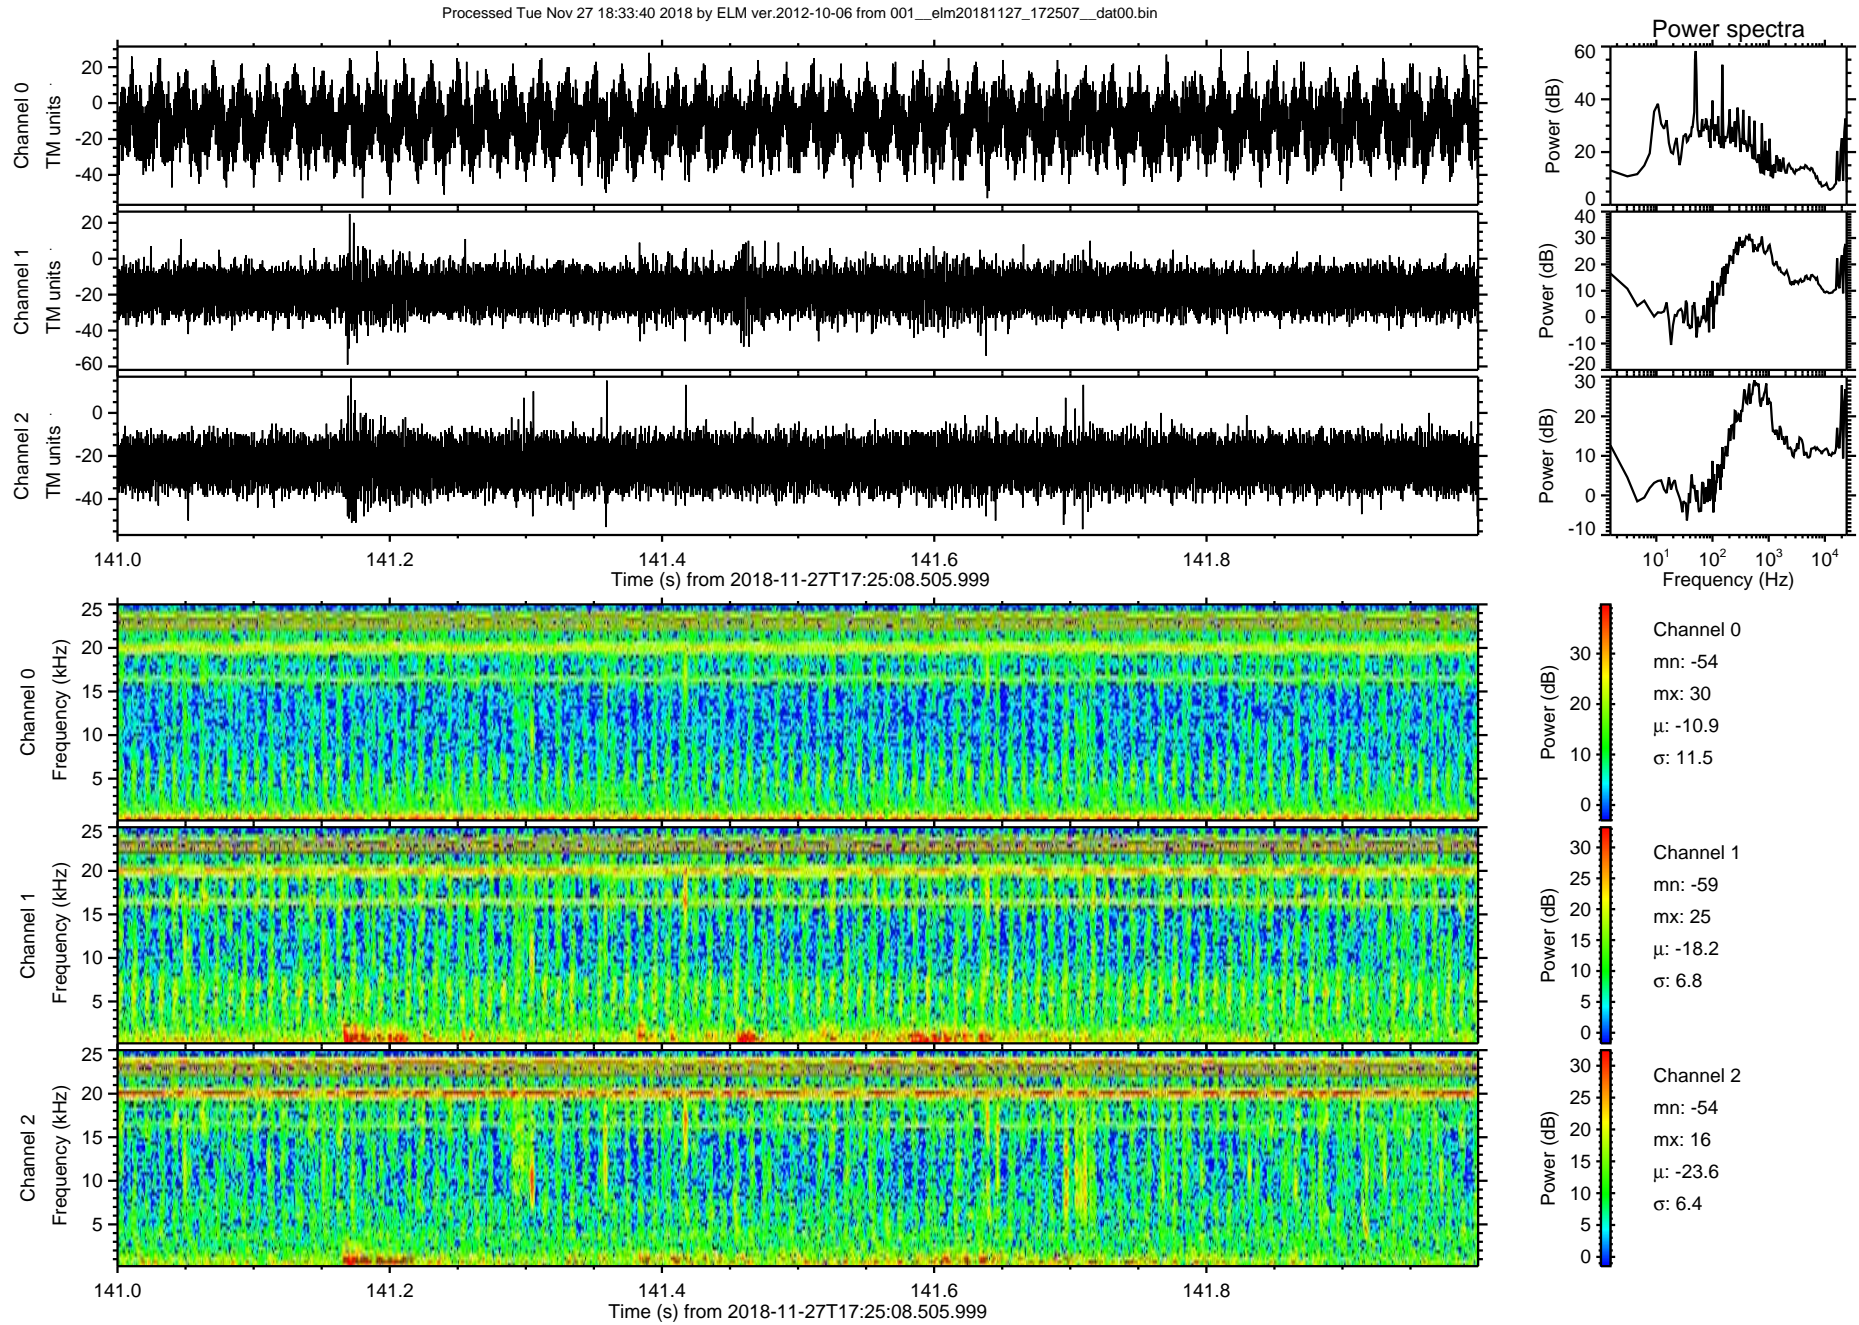 Processed Tue Nov 27 18:33:40 2018 by ELM ver.2012-10-06 from 001__elm20181127_172507__dat00.bin
Power spectra
Channel 0
TM units
20
0
-20
-40
Power (dB)
60
40
20
0
Channel 1
TM units
20
0
-20
-40
-60
Power (dB)
40
30
20
10
0
-10
-20
Channel 2
TM units
0
-20
-40
Power (dB)
30
20
10
0
-10
141.0 141.2 141.4 141.6 141.8
Time (s) from 2018-11-27T17:25:08.505.999
10¹ 10² 10³ 10⁴
Frequency (Hz)
Channel 0
Frequency (kHz)
25
20
15
10
5
Power (dB)
30
20
10
0
Channel 0
mn: -54
mx: 30
μ: -10.9
σ: 11.5
Channel 1
Frequency (kHz)
25
20
15
10
5
Power (dB)
30
25
20
15
10
5
0
Channel 1
mn: -59
mx: 25
μ: -18.2
σ: 6.8
Channel 2
Frequency (kHz)
25
20
15
10
5
Power (dB)
30
25
20
15
10
5
0
Channel 2
mn: -54
mx: 16
μ: -23.6
σ: 6.4
141.0 141.2 141.4 141.6 141.8
Time (s) from 2018-11-27T17:25:08.505.999